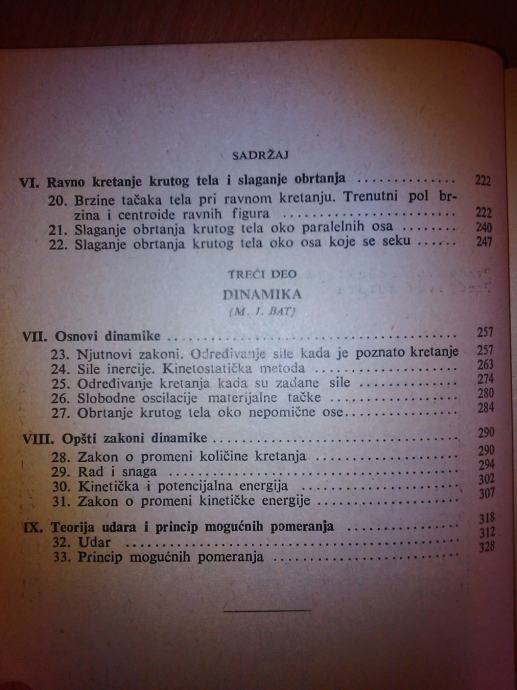 SADRŽAJ
VI. Ravno kretanje krutog tela i slaganje obrtanja .............. 222
20. Brzine tačaka tela pri ravnom kretanju. Trenutni pol br-
zina i centroide ravnih figura .................... 222
21. Slaganje obrtanja krutog tela oko paralelnih osa ......... 240
22. Slaganje obrtanja krutog tela oko osa koje se seku ...... 247
TREĆI DEO
DINAMIKA
(M. I. BAT)
VII. Osnovi dinamike .................................... 257
23. Njutnovi zakoni. Određivanje sile kada je poznato kretanje 257
24. Sile inercije. Kinetostatička metoda .................... 263
25. Određivanje kretanja kada su zadane sile .............. 274
26. Slobodne oscilacije materijalne tačke .................. 280
27. Obrtanje krutog tela oko nepomične ose............... 284
VIII. Opšti zakoni dinamike ............................... 290
28. Zakon o promeni količine kretanja .................... 290
29. Rad i snaga ....................................... 294
30. Kinetička i potencijalna energija ...................... 302
31. Zakon o promeni kinetičke energije ................... 307
IX. Teorija udara i princip mogućnih pomeranja ............... 318
32. Udar ............................................ 312
33. Princip mogućnih pomeranja ........................ 328